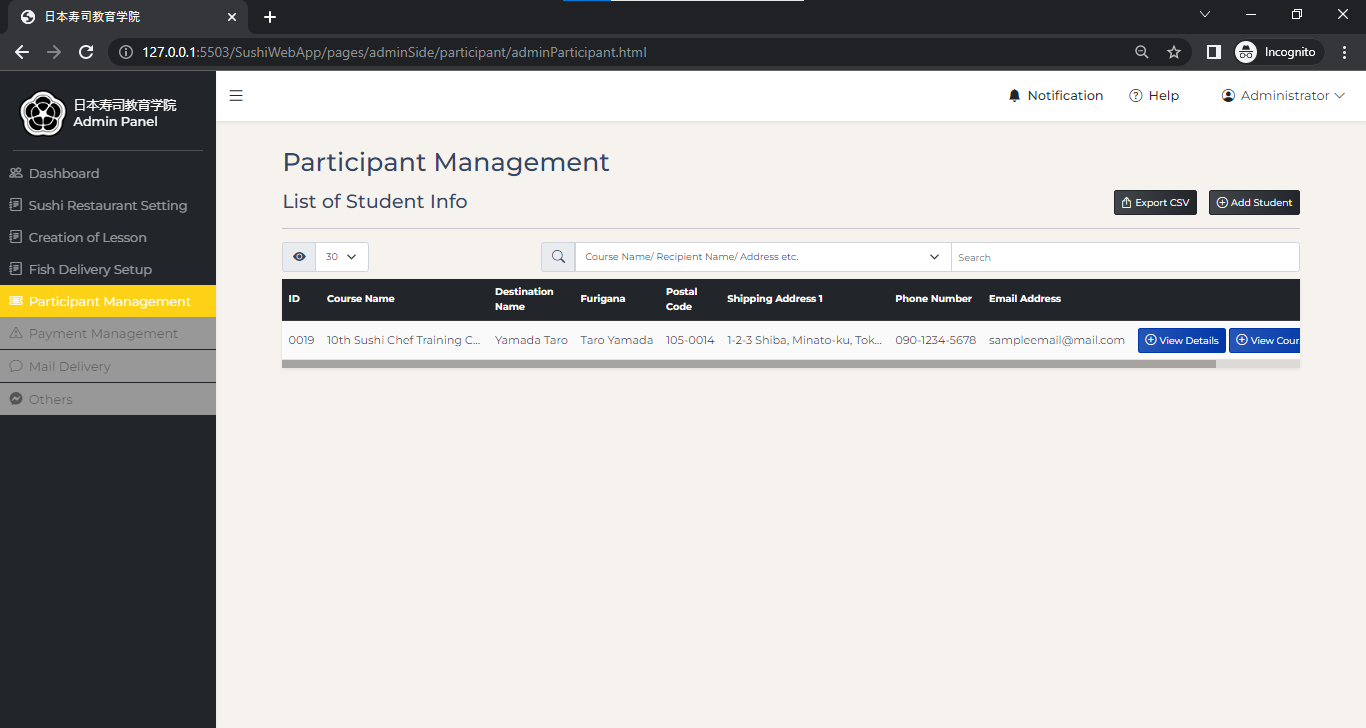 日本寿司教育学院
127.0.0.1:5503/SushiWebApp/pages/adminSide/participant/adminParticipant.html
Incognito
日本寿司教育学院
Admin Panel
Notification
Help
Administrator
Dashboard
Sushi Restaurant Setting
Creation of Lesson
Fish Delivery Setup
Participant Management
Payment Management
Mail Delivery
Others
Participant Management
List of Student Info
Export CSV
Add Student
30
Course Name/ Recipient Name/ Address etc.
Search
ID Course Name Destination Name Furigana Postal Code Shipping Address 1 Phone Number Email Address
0019 10th Sushi Chef Training C... Yamada Taro Taro Yamada 105-0014 1-2-3 Shiba, Minato-ku, Tok... 090-1234-5678 sampleemail@mail.com View Details View Cour